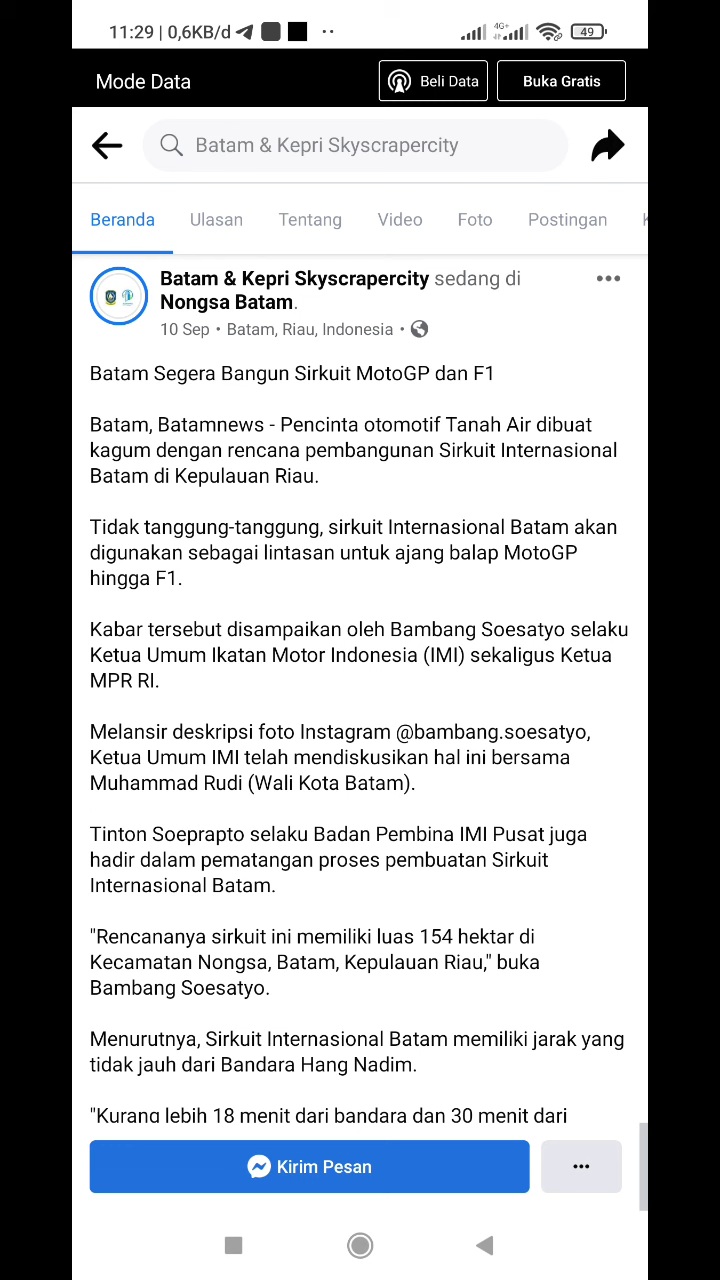 11:29 | 0,6KB/d
4G+
49
Mode Data
Beli Data
Buka Gratis
Batam & Kepri Skyscrapercity
Beranda
Ulasan
Tentang
Video
Foto
Postingan
Batam & Kepri Skyscrapercity sedang di
Nongsa Batam.
10 Sep • Batam, Riau, Indonesia •
Batam Segera Bangun Sirkuit MotoGP dan F1
Batam, Batamnews - Pencinta otomotif Tanah Air dibuat
kagum dengan rencana pembangunan Sirkuit Internasional
Batam di Kepulauan Riau.
Tidak tanggung-tanggung, sirkuit Internasional Batam akan
digunakan sebagai lintasan untuk ajang balap MotoGP
hingga F1.
Kabar tersebut disampaikan oleh Bambang Soesatyo selaku
Ketua Umum Ikatan Motor Indonesia (IMI) sekaligus Ketua
MPR RI.
Melansir deskripsi foto Instagram @bambang.soesatyo,
Ketua Umum IMI telah mendiskusikan hal ini bersama
Muhammad Rudi (Wali Kota Batam).
Tinton Soeprapto selaku Badan Pembina IMI Pusat juga
hadir dalam pematangan proses pembuatan Sirkuit
Internasional Batam.
"Rencananya sirkuit ini memiliki luas 154 hektar di
Kecamatan Nongsa, Batam, Kepulauan Riau," buka
Bambang Soesatyo.
Menurutnya, Sirkuit Internasional Batam memiliki jarak yang
tidak jauh dari Bandara Hang Nadim.
"Kurang lebih 18 menit dari bandara dan 30 menit dari
Kirim Pesan